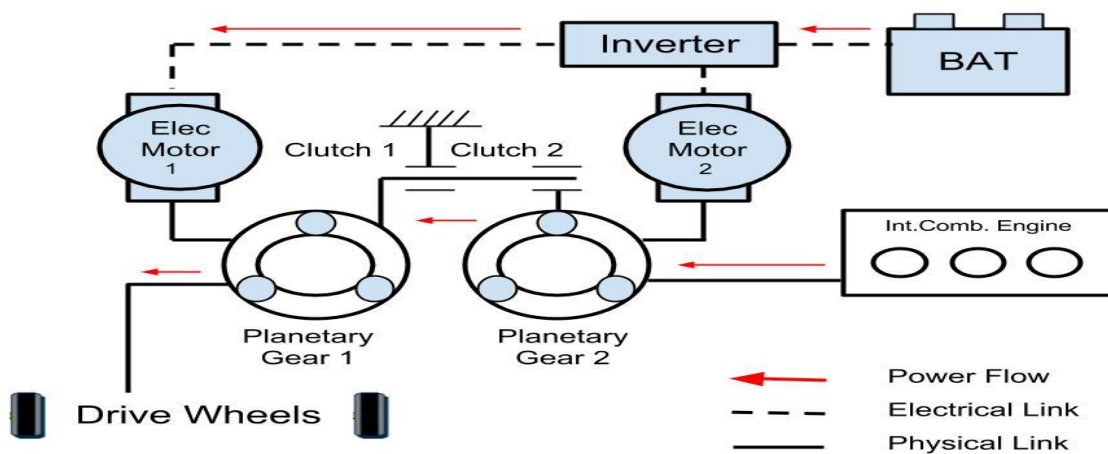 Inverter
BAT
Elec
Motor
1
Clutch 1
Clutch 2
Elec
Motor
2
Int.Comb. Engine
Planetary
Gear 1
Planetary
Gear 2
Drive Wheels
Power Flow
Electrical Link
Physical Link